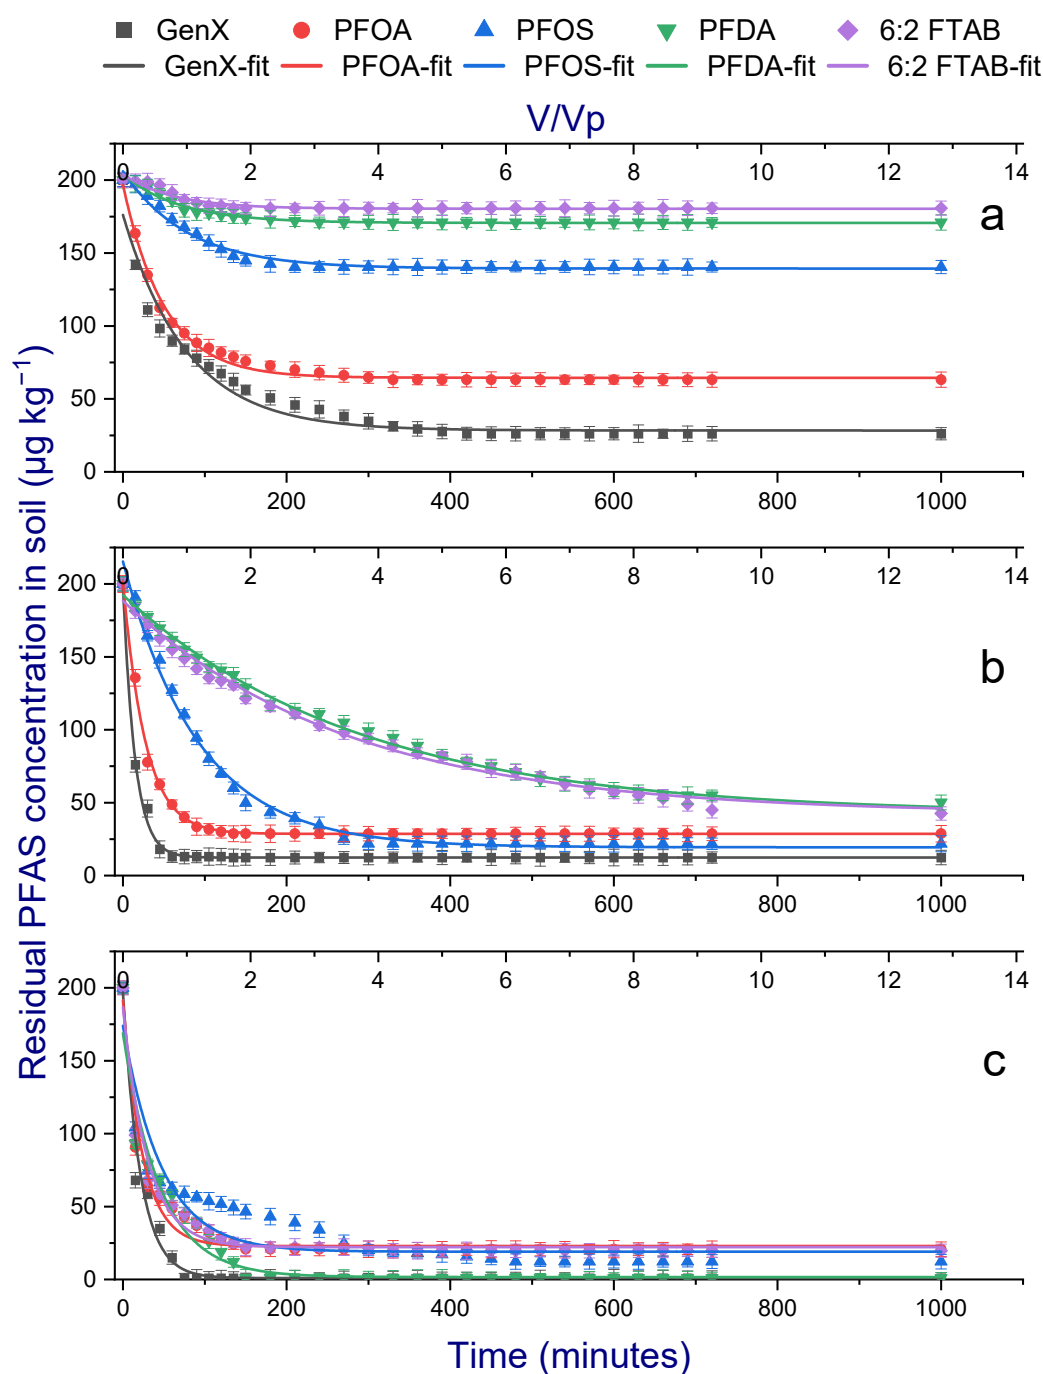 GenX PFOA PFOS PFDA 6:2 FTAB
GenX-fit PFOA-fit PFOS-fit PFDA-fit 6:2 FTAB-fit
V/Vp
0 2 4 6 8 10 12 14
200
150
100
50
0
a
0 200 400 600 800 1000
0 2 4 6 8 10 12 14
200
150
100
50
0
b
0 200 400 600 800 1000
0 2 4 6 8 10 12 14
200
150
100
50
0
c
0 200 400 600 800 1000
Residual PFAS concentration in soil (μg kg⁻¹)
Time (minutes)